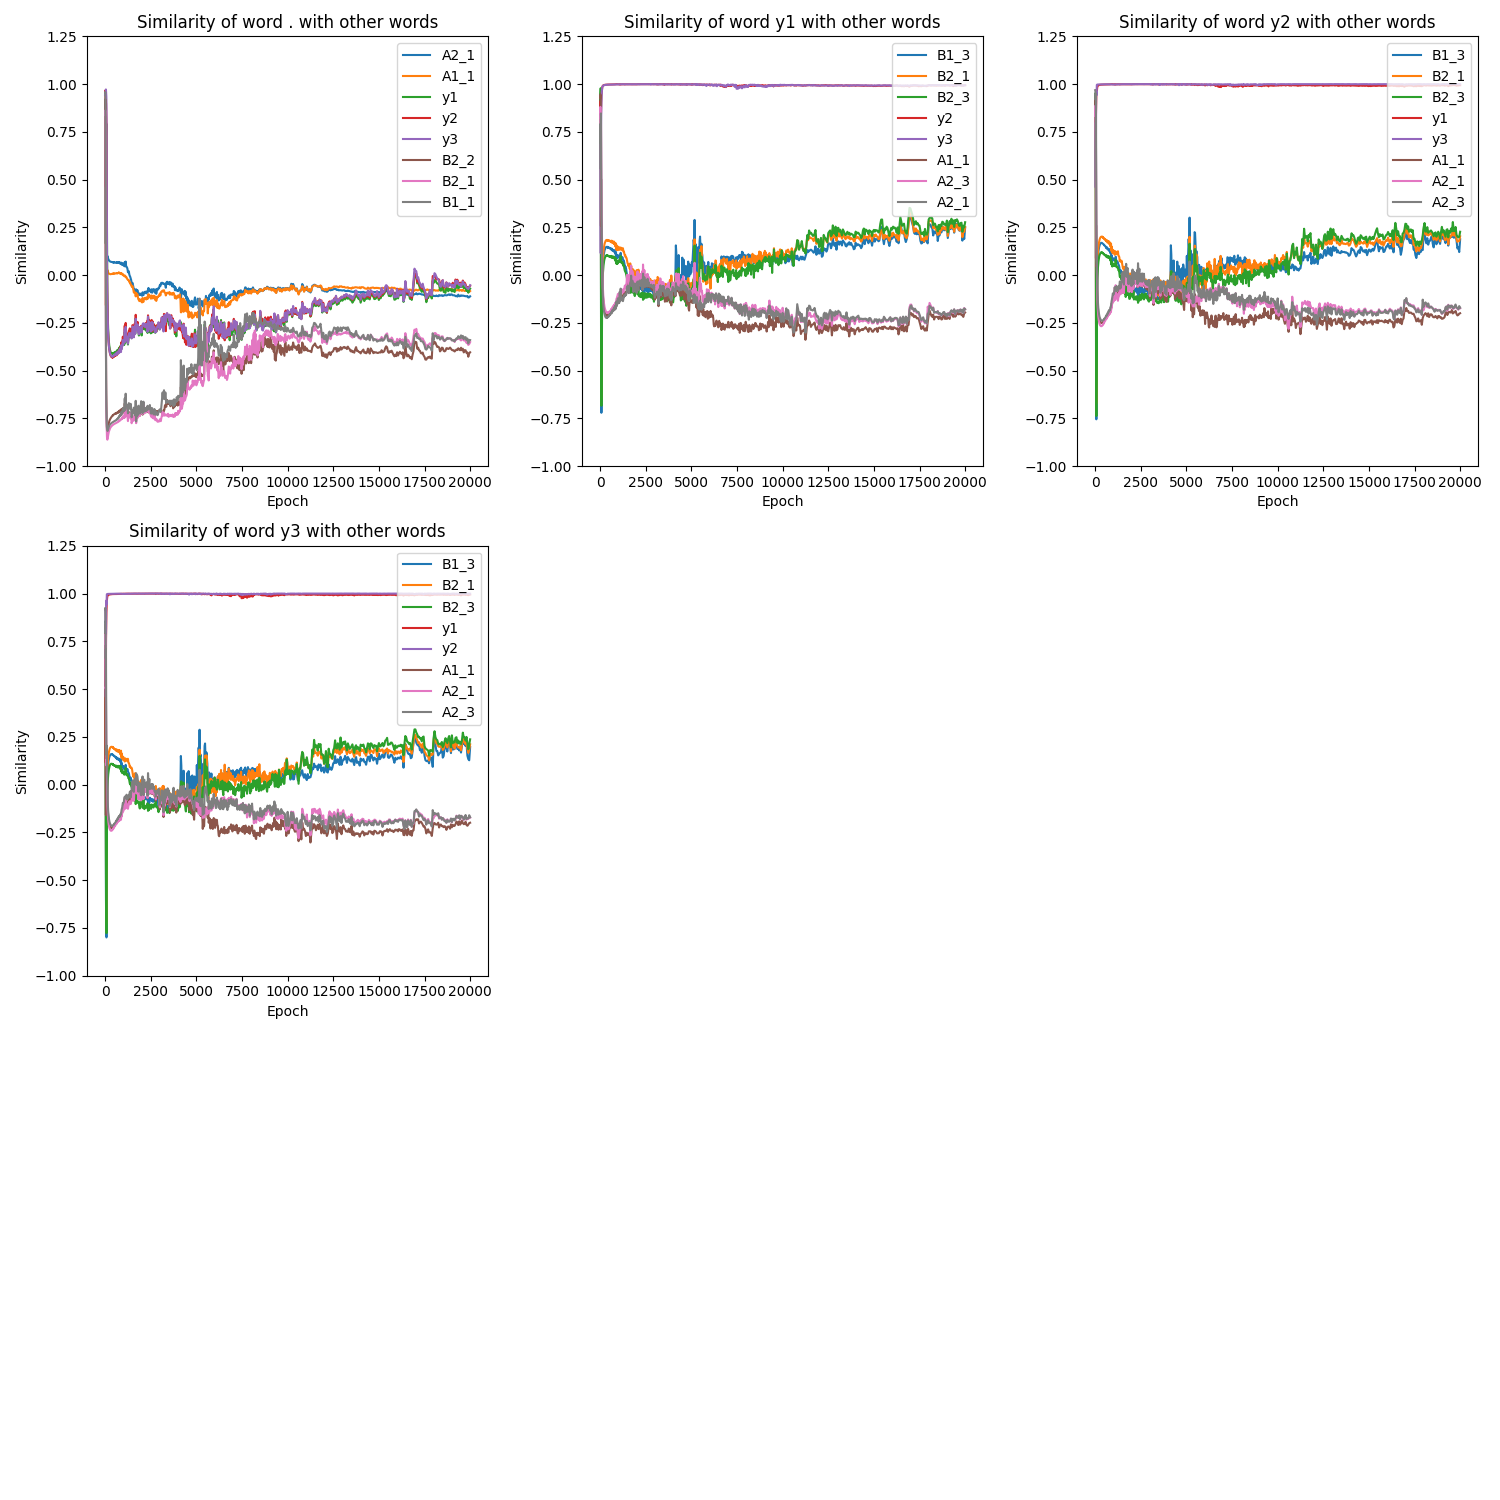 Similarity of word . with other words
1.25
1.00
0.75
0.50
0.25
0.00
−0.25
−0.50
−0.75
−1.00
Similarity
0 2500 5000 7500 10000 12500 15000 17500 20000
Epoch
A2_1
A1_1
y1
y2
y3
B2_2
B2_1
B1_1
Similarity of word y1 with other words
1.25
1.00
0.75
0.50
0.25
0.00
−0.25
−0.50
−0.75
−1.00
Similarity
0 2500 5000 7500 10000 12500 15000 17500 20000
Epoch
B1_3
B2_1
B2_3
y2
y3
A1_1
A2_3
A2_1
Similarity of word y2 with other words
1.25
1.00
0.75
0.50
0.25
0.00
−0.25
−0.50
−0.75
−1.00
Similarity
0 2500 5000 7500 10000 12500 15000 17500 20000
Epoch
B1_3
B2_1
B2_3
y1
y3
A1_1
A2_1
A2_3
Similarity of word y3 with other words
1.25
1.00
0.75
0.50
0.25
0.00
−0.25
−0.50
−0.75
−1.00
Similarity
0 2500 5000 7500 10000 12500 15000 17500 20000
Epoch
B1_3
B2_1
B2_3
y1
y2
A1_1
A2_1
A2_3